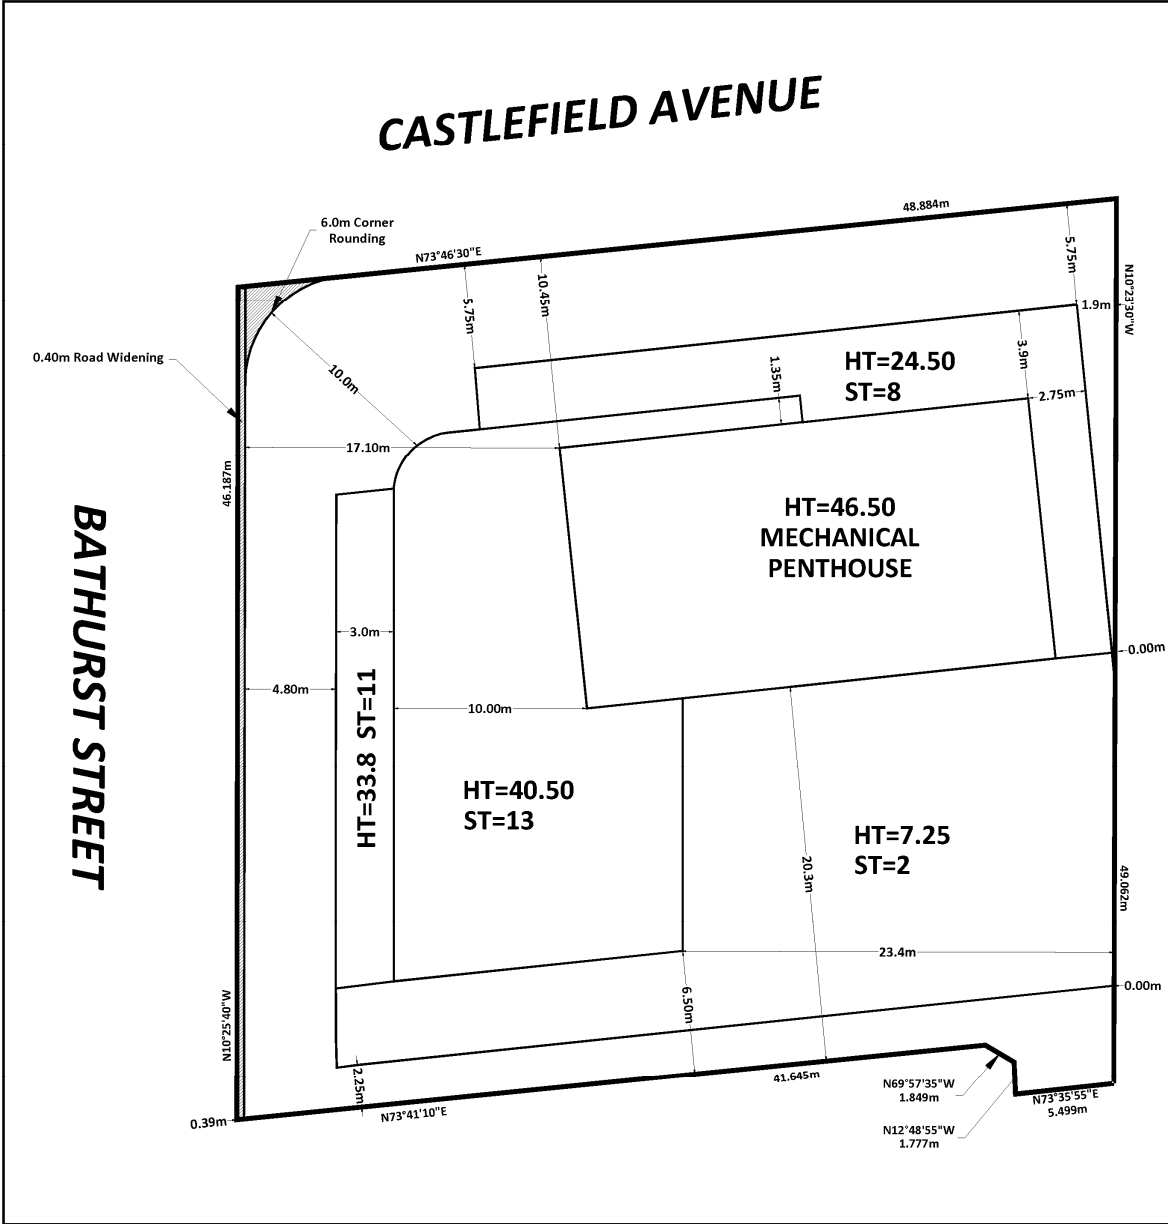 CASTLEFIELD AVENUE
48.884m
6.0m Corner
Rounding
N73°46'30"E
5.75m
N10°23'30"W
10.45m
5.75m
1.9m
0.40m Road Widening
HT=24.50
ST=8
3.9m
1.35m
10.0m
2.75m
17.10m
46.187m
HT=46.50
MECHANICAL
PENTHOUSE
BATHURST STREET
3.0m
0.00m
4.80m
HT=33.8 ST=11
10.00m
HT=40.50
ST=13
HT=7.25
ST=2
20.3m
49.062m
23.4m
0.00m
6.50m
N10°25'40"W
2.25m
41.645m
N69°57'35"W
1.849m
N73°35'55"E
5.499m
0.39m
N73°41'10"E
N12°48'55"W
1.777m